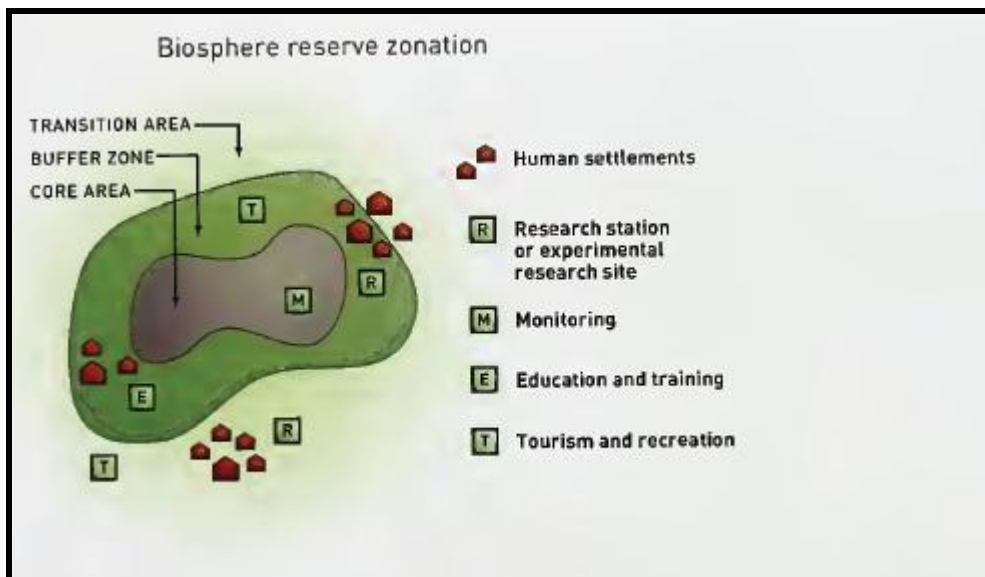 Biosphere reserve zonation
TRANSITION AREA
BUFFER ZONE
CORE AREA
T
R
M
E
R
T
Human settlements
R Research station
or experimental
research site
M Monitoring
E Education and training
T Tourism and recreation